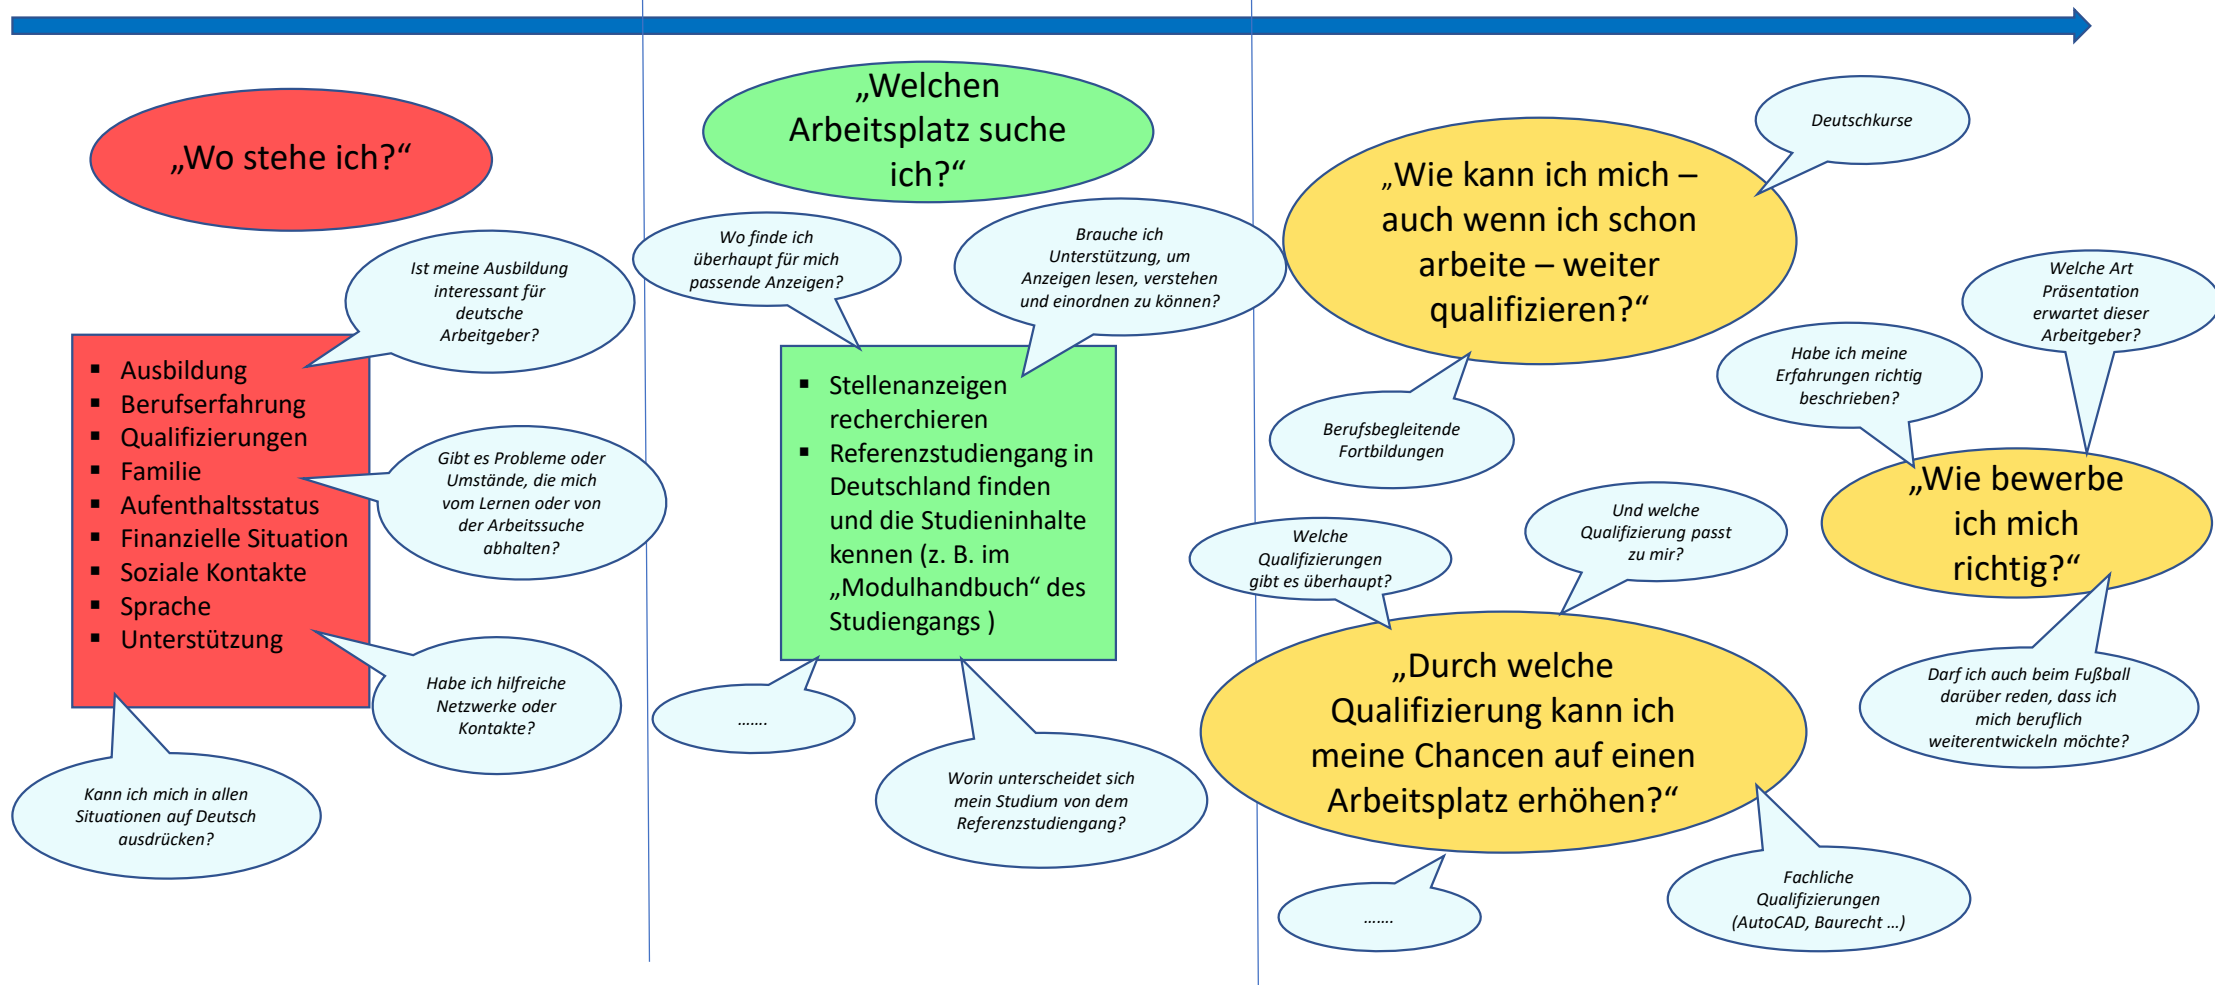 „Wo stehe ich?“
Ist meine Ausbildung
interessant für
deutsche
Arbeitgeber?
▪ Ausbildung
▪ Berufserfahrung
▪ Qualifizierungen
▪ Familie
▪ Aufenthaltsstatus
▪ Finanzielle Situation
▪ Soziale Kontakte
▪ Sprache
▪ Unterstützung
Gibt es Probleme oder
Umstände, die mich
vom Lernen oder von
der Arbeitssuche
abhalten?
Habe ich hilfreiche
Netzwerke oder
Kontakte?
Kann ich mich in allen
Situationen auf Deutsch
ausdrücken?
„Welchen
Arbeitsplatz suche
ich?“
Wo finde ich
überhaupt für mich
passende Anzeigen?
Brauche ich
Unterstützung, um
Anzeigen lesen, verstehen
und einordnen zu können?
▪ Stellenanzeigen
recherchieren
▪ Referenzstudiengang in
Deutschland finden
und die Studieninhalte
kennen (z. B. im
„Modulhandbuch“ des
Studiengangs )
…….
Worin unterscheidet sich
mein Studium von dem
Referenzstudiengang?
Deutschkurse
„Wie kann ich mich –
auch wenn ich schon
arbeite – weiter
qualifizieren?“
Berufsbegleitende
Fortbildungen
Welche Art
Präsentation
erwartet dieser
Arbeitgeber?
Habe ich meine
Erfahrungen richtig
beschrieben?
„Wie bewerbe
ich mich
richtig?“
Darf ich auch beim Fußball
darüber reden, dass ich
mich beruflich
weiterentwickeln möchte?
Welche
Qualifizierungen
gibt es überhaupt?
Und welche
Qualifizierung passt
zu mir?
„Durch welche
Qualifizierung kann ich
meine Chancen auf einen
Arbeitsplatz erhöhen?“
…….
Fachliche
Qualifizierungen
(AutoCAD, Baurecht …)